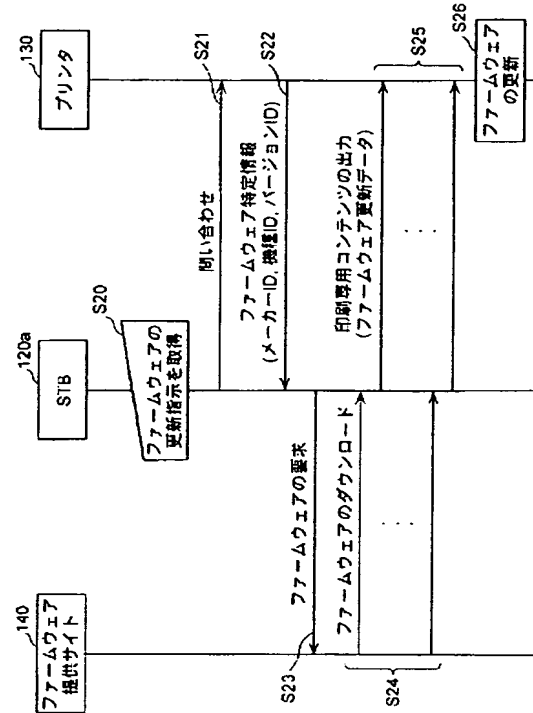 140
ファームウェア
提供サイト
120a
STB
130
プリンタ
S20
ファームウェアの
更新指示を取得
問い合わせ
S21
ファームウェア特定情報
(メーカーID, 機種ID, バージョンID)
S22
ファームウェアの要求
S23
ファームウェアのダウンロード
・・・
S24
印刷専用コンテンツの出力
(ファームウェア更新データ)
・・・
S25
S26
ファームウェア
の更新